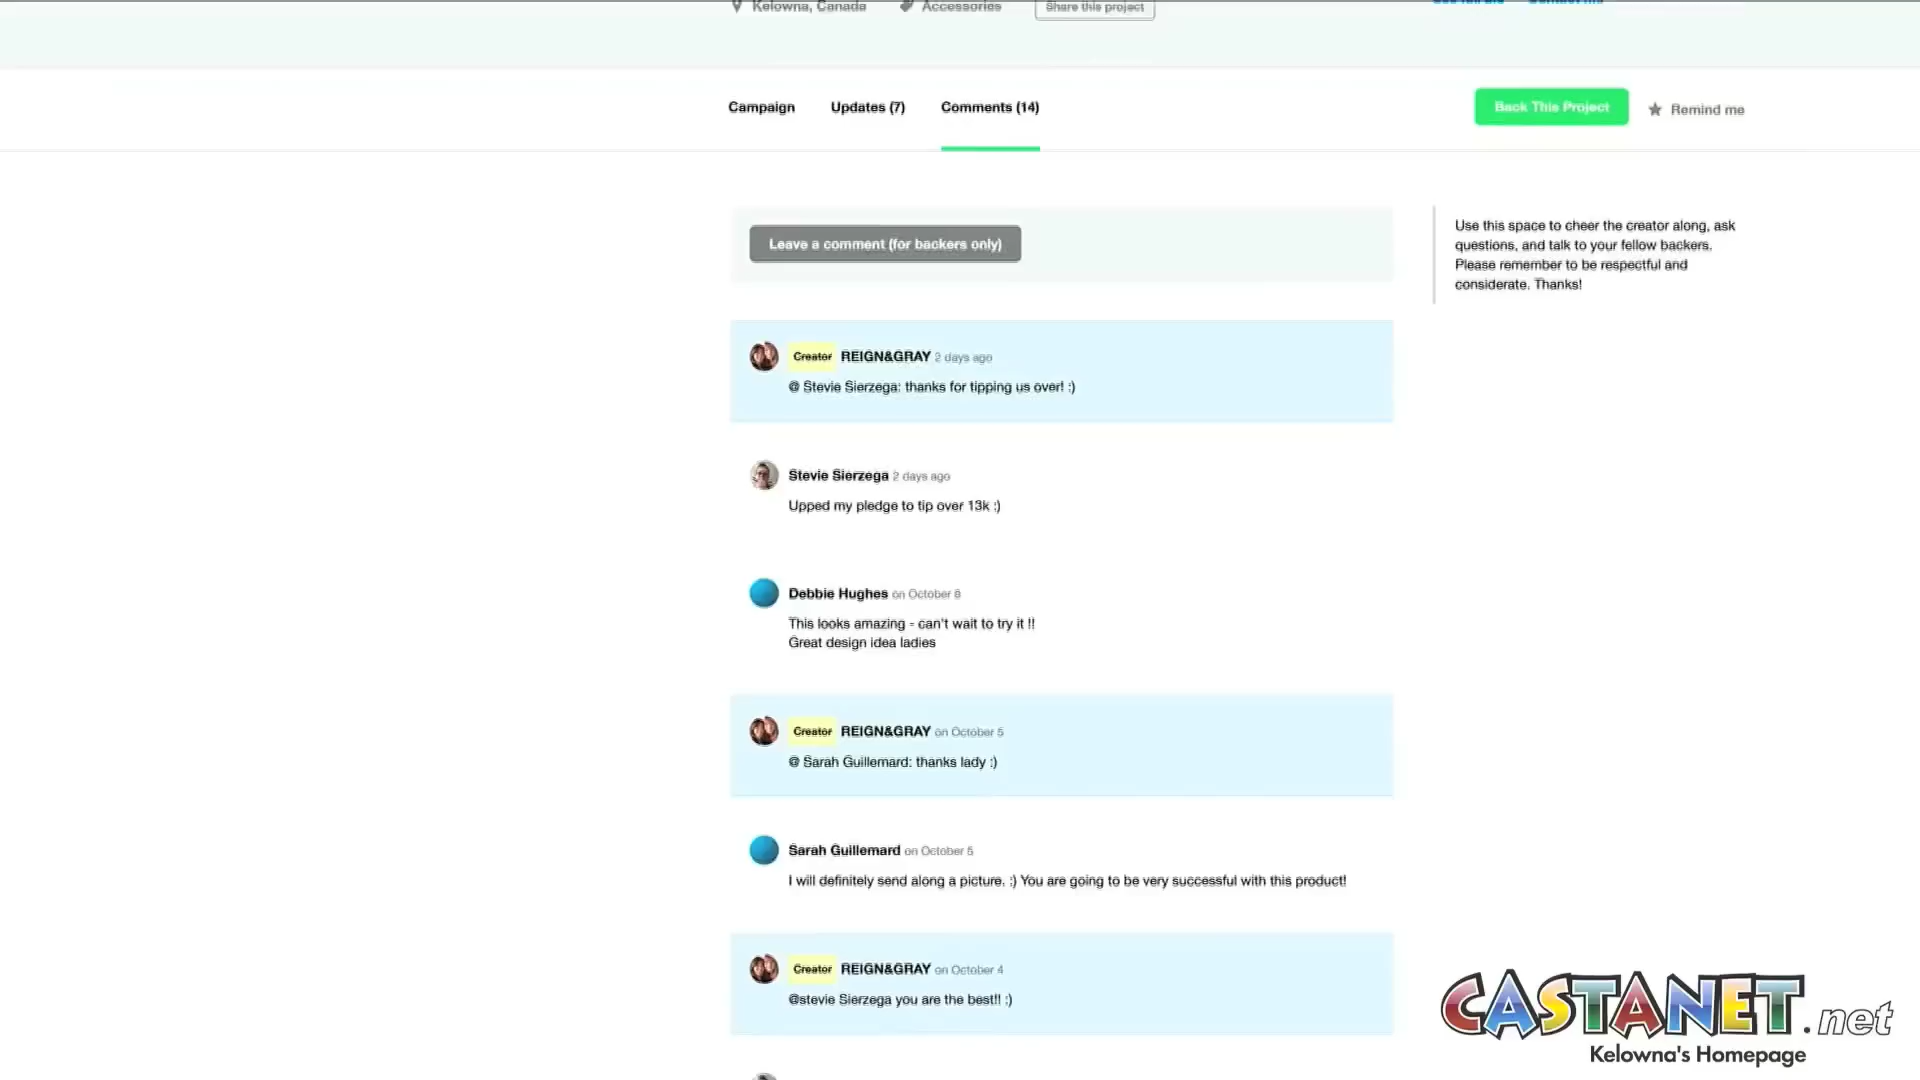 Kelowna, Canada Accessories Share this project
Campaign Updates (7) Comments (14) Back This Project Remind me
Leave a comment (for backers only)
Use this space to cheer the creator along, ask
questions, and talk to your fellow backers.
Please remember to be respectful and
considerate. Thanks!
Creator REIGN&GRAY 2 days ago
@ Stevie Sierzega: thanks for tipping us over! :)
Stevie Sierzega 2 days ago
Upped my pledge to tip over 13k :)
Debbie Hughes on October 6
This looks amazing - can't wait to try it !!
Great design idea ladies
Creator REIGN&GRAY on October 5
@ Sarah Guillemard: thanks lady :)
Sarah Guillemard on October 5
I will definitely send along a picture. :) You are going to be very successful with this product!
Creator REIGN&GRAY on October 4
@stevie Sierzega you are the best!! :)
CASTANET.net
Kelowna's Homepage